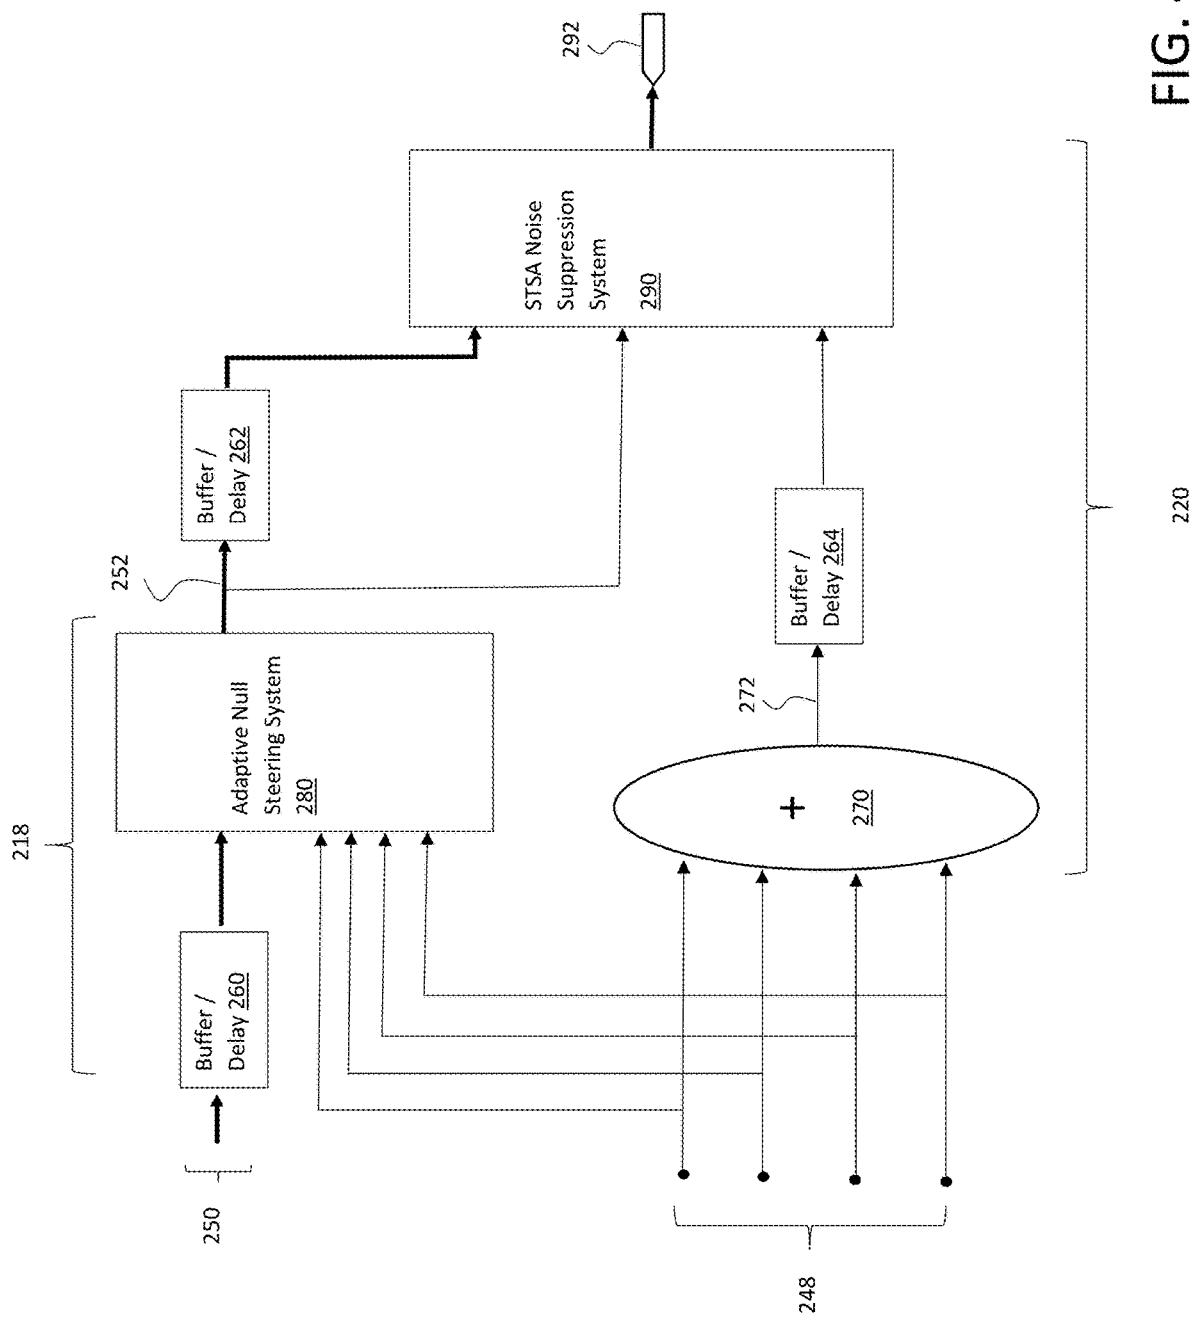 218
250
Buffer /
Delay 260
Adaptive Null
Steering System
280
252
Buffer /
Delay 262
STSA Noise
Suppression
System
290
292
248
+
270
272
Buffer /
Delay 264
220
FIG.